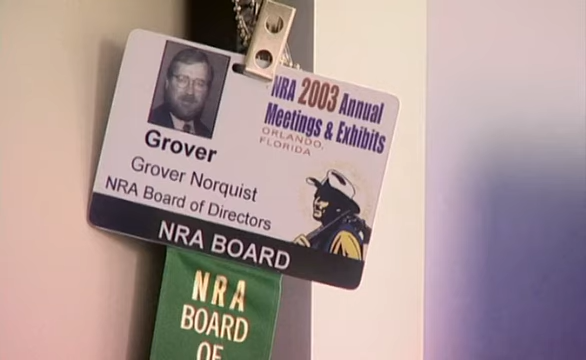 NRA 2003 Annual
Meetings & Exhibits
ORLANDO,
FLORIDA
Grover
Grover Norquist
NRA Board of Directors
NRA BOARD
NRA
BOARD
OF